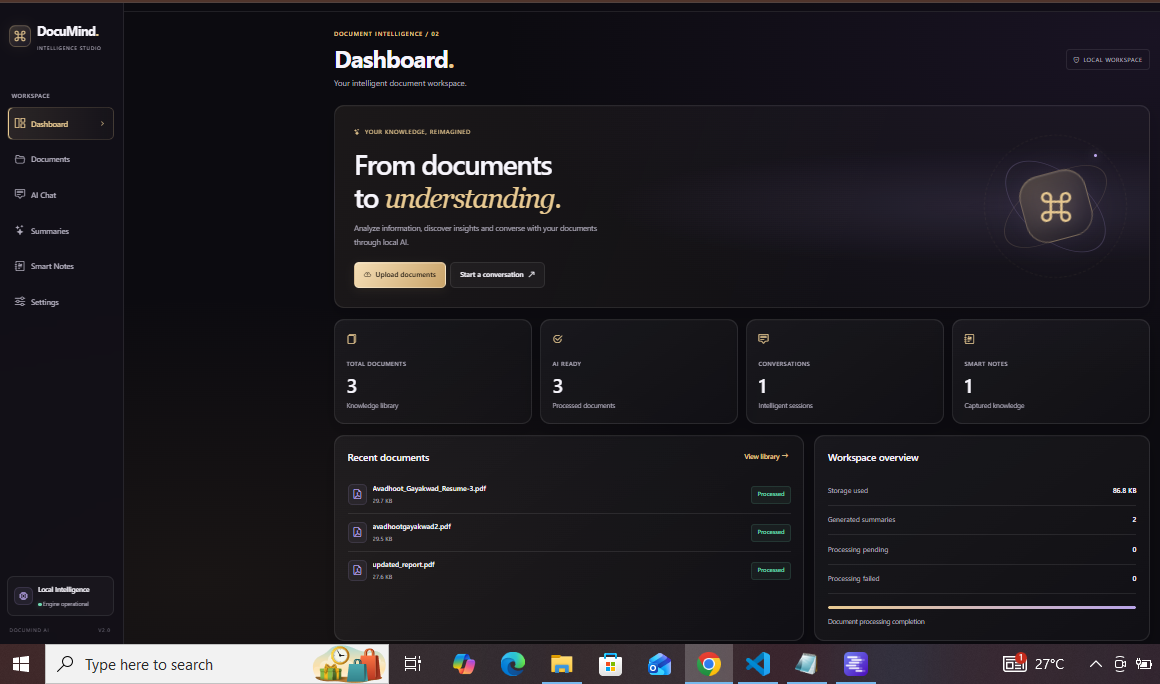 DocuMind.
INTELLIGENCE STUDIO
WORKSPACE
Dashboard
Documents
AI Chat
Summaries
Smart Notes
Settings
Local Intelligence
Engine operational
DOCUMIND AI V2.0
DOCUMENT INTELLIGENCE / 02
Dashboard.
Your intelligent document workspace.
LOCAL WORKSPACE
YOUR KNOWLEDGE, REIMAGINED
From documents
to understanding.
Analyze information, discover insights and converse with your documents
through local AI.
Upload documents
Start a conversation
TOTAL DOCUMENTS
3
Knowledge library
AI READY
3
Processed documents
CONVERSATIONS
1
Intelligent sessions
SMART NOTES
1
Captured knowledge
Recent documents
View library
Avadhoot_Gayakwad_Resume-3.pdf
29.7 KB
Processed
avadhootgayakwad2.pdf
29.5 KB
Processed
updated_report.pdf
27.6 KB
Processed
Workspace overview
Storage used 86.8 KB
Generated summaries 2
Processing pending 0
Processing failed 0
Document processing completion
Type here to search
1
27°C